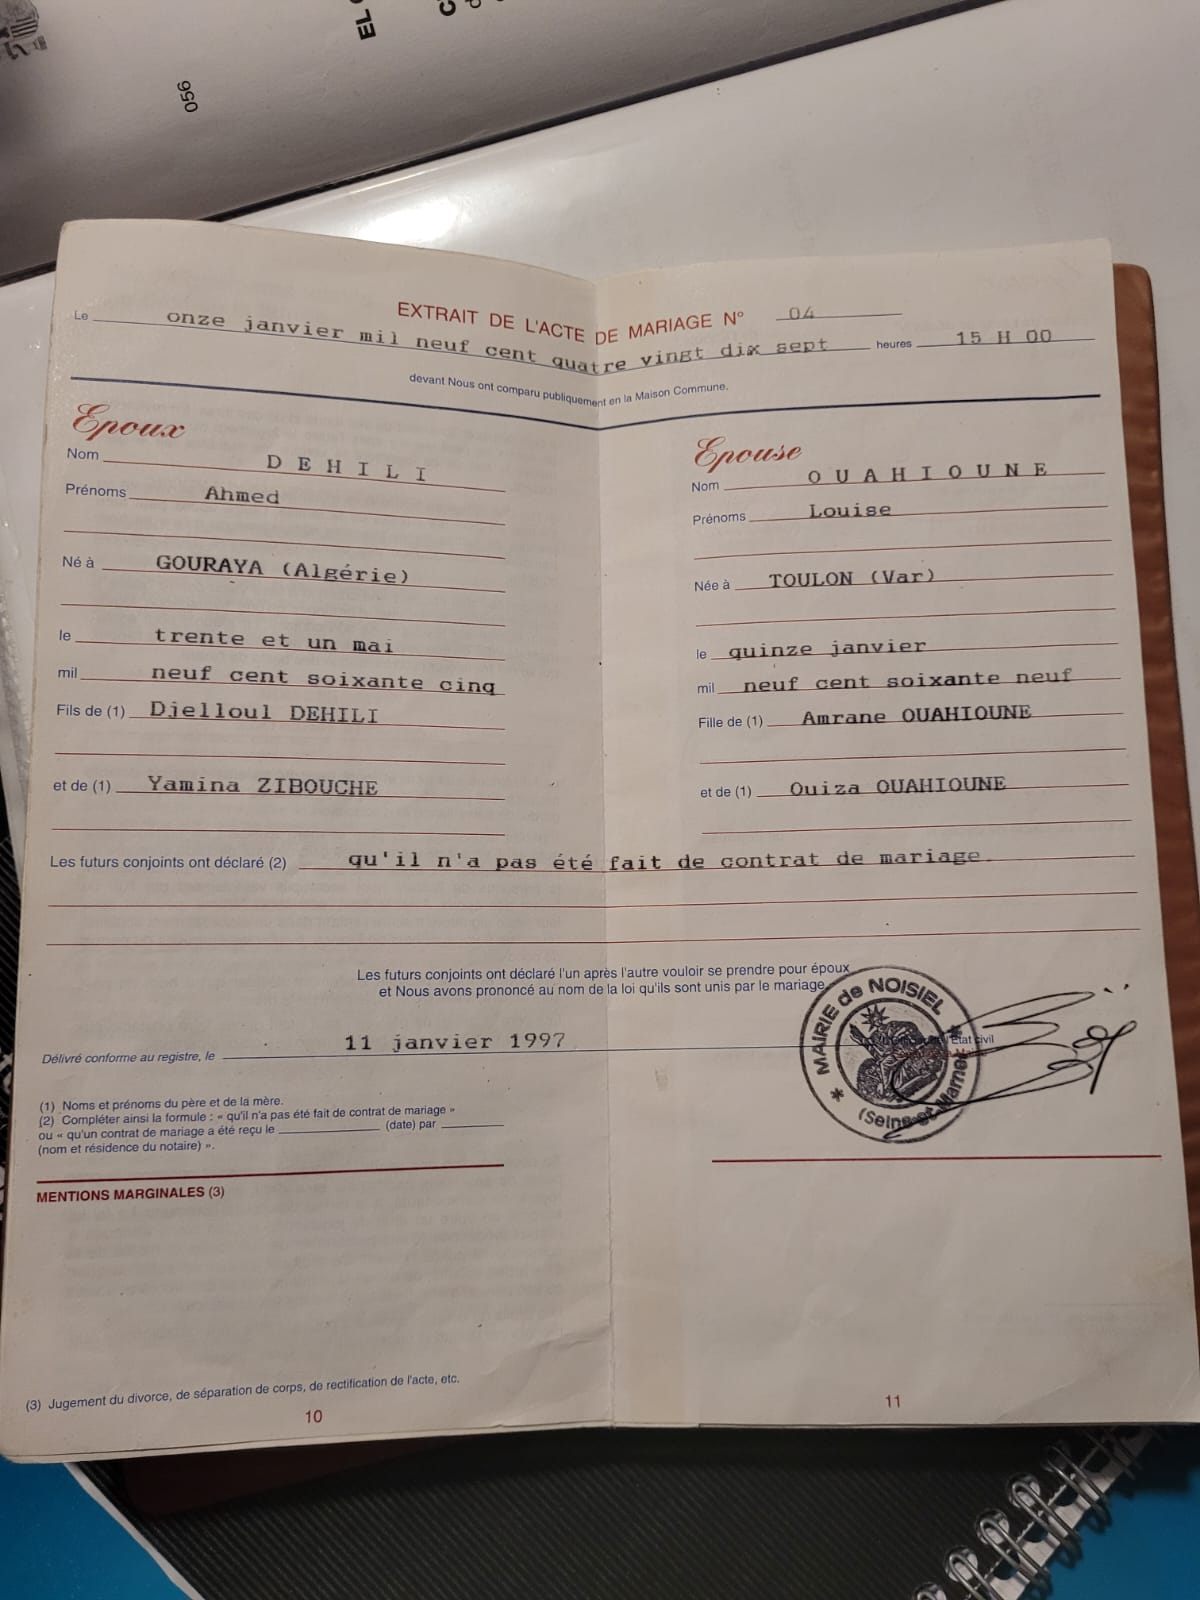 EL
056
EXTRAIT DE L'ACTE DE MARIAGE N° 04
Le onze janvier mil neuf cent quatre vingt dix sept heures 15 H 00
devant Nous ont comparu publiquement en la Maison Commune.
Epoux
Nom D E H I L I
Prénoms Ahmed
Né à GOURAYA (Algérie)
le trente et un mai
mil neuf cent soixante cinq
Fils de (1) Djelloul DEHILI
et de (1) Yamina ZIBOUCHE
Epouse
Nom O U A H I O U N E
Prénoms Louise
Née à TOULON (Var)
le quinze janvier
mil neuf cent soixante neuf
Fille de (1) Amrane OUAHIOUNE
et de (1) Ouiza OUAHIOUNE
Les futurs conjoints ont déclaré (2) qu'il n'a pas été fait de contrat de mariage.
Les futurs conjoints ont déclaré l'un après l'autre vouloir se prendre pour époux
et Nous avons prononcé au nom de la loi qu'ils sont unis par le mariage.
Délivré conforme au registre, le 11 janvier 1997
l'État civil
MAIRIE de NOISIEL
(Seine et Marne)
(1) Noms et prénoms du père et de la mère.
(2) Compléter ainsi la formule : « qu'il n'a pas été fait de contrat de mariage »
ou « qu'un contrat de mariage a été reçu le (date) par
(nom et résidence du notaire) ».
MENTIONS MARGINALES (3)
(3) Jugement du divorce, de séparation de corps, de rectification de l'acte, etc.
10
11